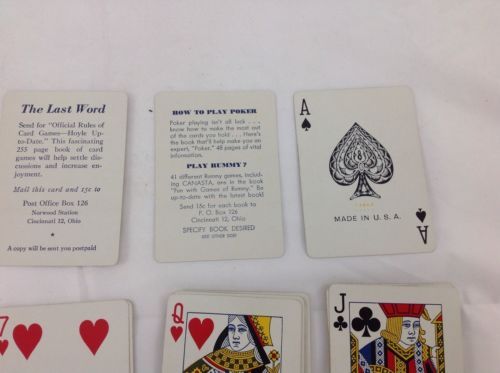 The Last Word
Send for "Official Rules of
Card Games—Hoyle Up-
to-Date." This fascinating
255 page book of card
games will help settle dis-
cussions and increase en-
joyment.
Mail this card and 15¢ to
Post Office Box 126
Norwood Station
Cincinnati 12, Ohio
A copy will be sent you postpaid
HOW TO PLAY POKER
Poker playing isn't all luck . . .
know how to make the most out
of the cards you hold . . . Here's
the book that'll help make you an
expert, "Poker," 48 pages of vital
information.
PLAY RUMMY?
41 different Rummy games, includ-
ing CANASTA, are in the book
"Fun with Games of Rummy." Be
up-to-date with the latest book!
Send 15c for each book to
P. O. Box 126
Cincinnati 12, Ohio
SPECIFY BOOK DESIRED
SEE OTHER SIDE
A
MADE IN U.S.A.
A
7
Q
J